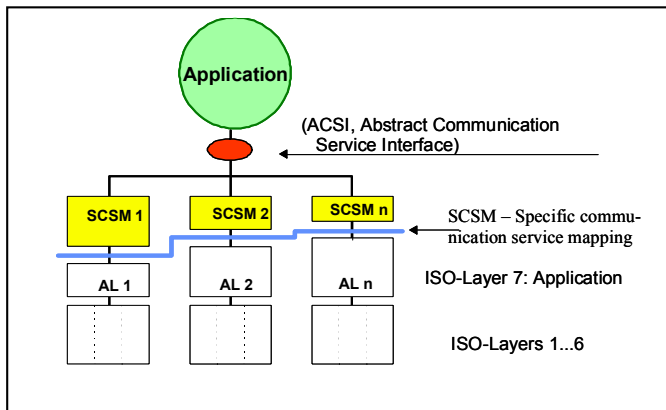 Application
(ACSI, Abstract Communication
Service Interface)
SCSM 1
SCSM 2
SCSM n
SCSM – Specific commu-
nication service mapping
AL 1
AL 2
AL n
ISO-Layer 7: Application
ISO-Layers 1...6